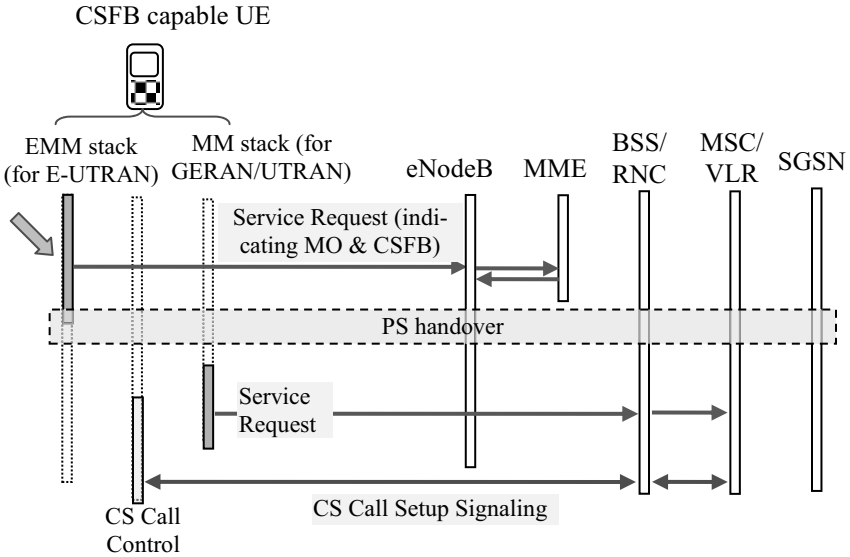 CSFB capable UE
EMM stack
(for E-UTRAN)
MM stack (for
GERAN/UTRAN)
eNodeB
MME
BSS/
RNC
MSC/
VLR
SGSN
Service Request (indi-
cating MO & CSFB)
PS handover
Service
Request
CS Call Setup Signaling
CS Call
Control